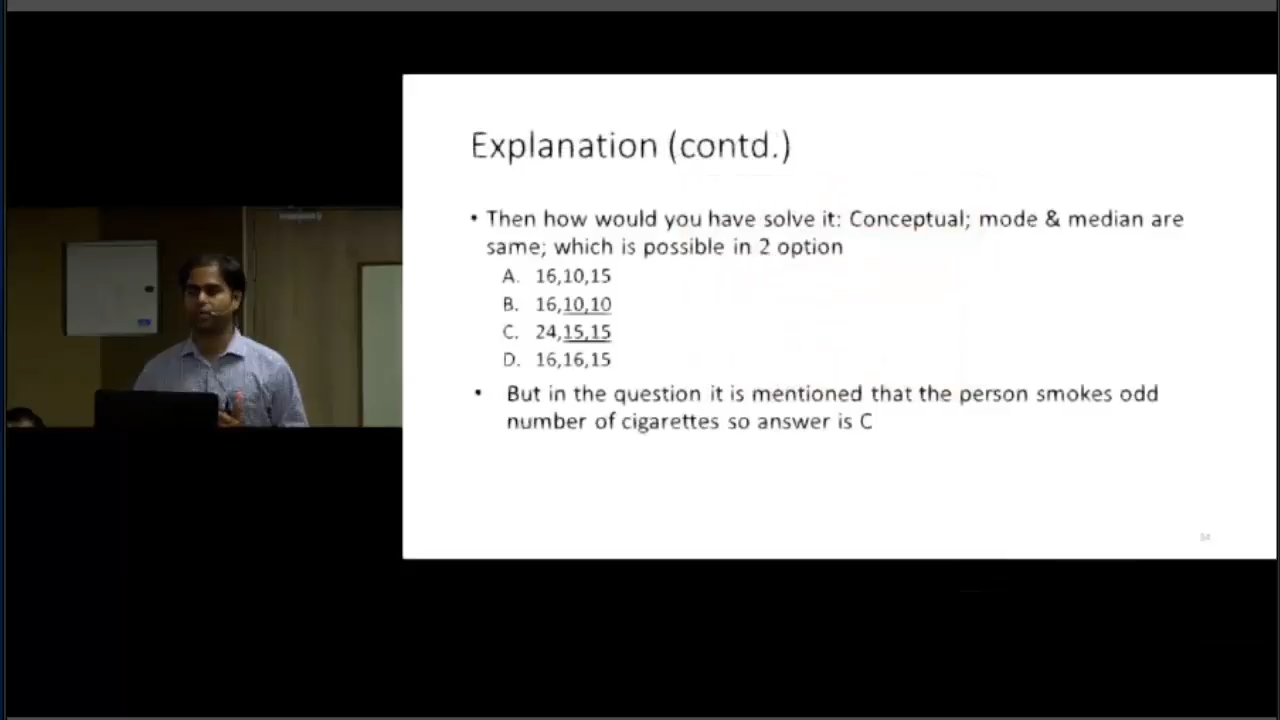 Explanation (contd.)
• Then how would you have solve it: Conceptual; mode & median are
same; which is possible in 2 option
A. 16,10,15
B. 16,10,10
C. 24,15,15
D. 16,16,15
• But in the question it is mentioned that the person smokes odd
number of cigarettes so answer is C
34